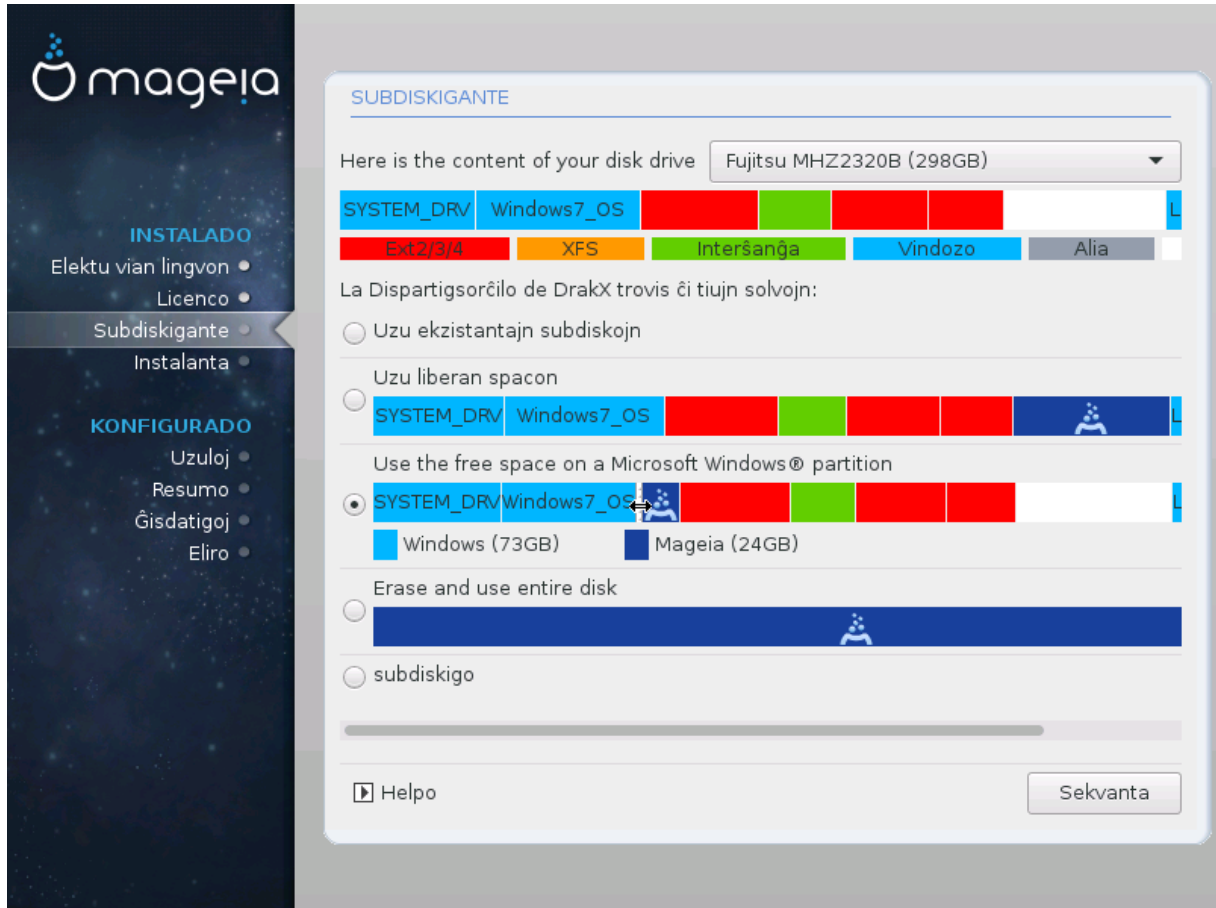 mageia
INSTALADO
Elektu vian lingvon
Licenco
Subdiskigante
Instalanta
KONFIGURADO
Uzuloj
Resumo
Ĝisdatigoj
Eliro
SUBDISKIGANTE
Here is the content of your disk drive Fujitsu MHZ2320B (298GB)
SYSTEM_DRV Windows7_OS L
Ext2/3/4 XFS Interŝanĝa Vindozo Alia
La Dispartigsorĉilo de DrakX trovis ĉi tiujn solvojn:
Uzu ekzistantajn subdiskojn
Uzu liberan spacon
SYSTEM_DRV Windows7_OS L
Use the free space on a Microsoft Windows® partition
SYSTEM_DRV Windows7_OS L
Windows (73GB) Mageia (24GB)
Erase and use entire disk
subdiskigo
Helpo Sekvanta